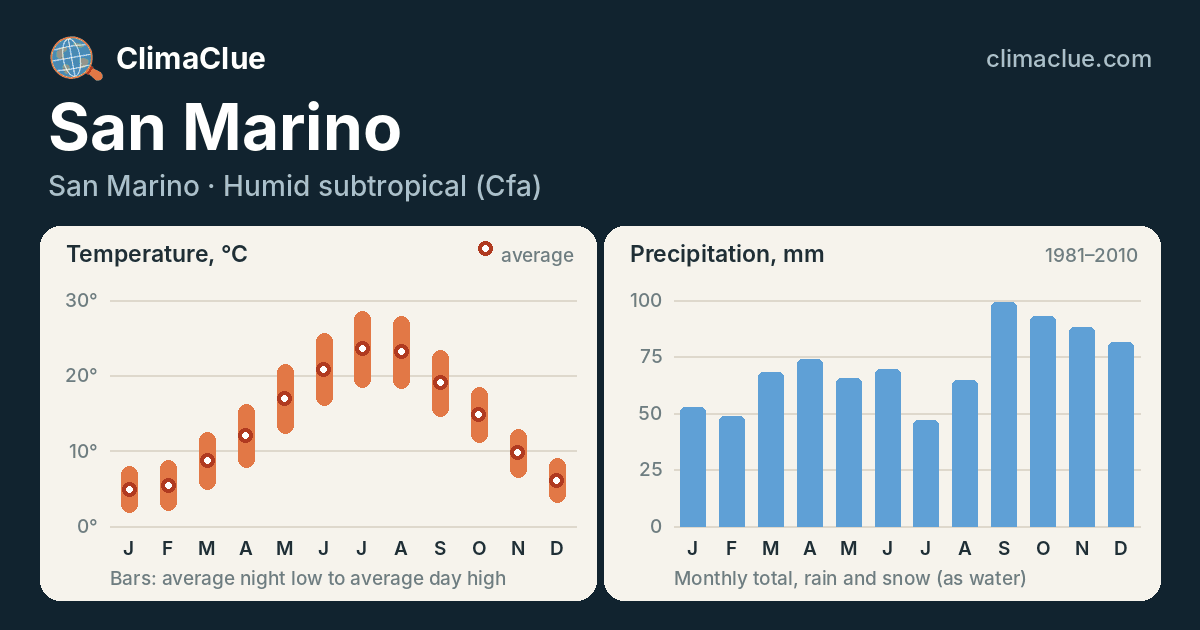 ClimaClue
climaclue.com
San Marino
San Marino · Humid subtropical (Cfa)
Temperature, °C
average
30°
20°
10°
0°
J F M A M J J A S O N D
Bars: average night low to average day high
Precipitation, mm
1981–2010
100
75
50
25
0
J F M A M J J A S O N D
Monthly total, rain and snow (as water)